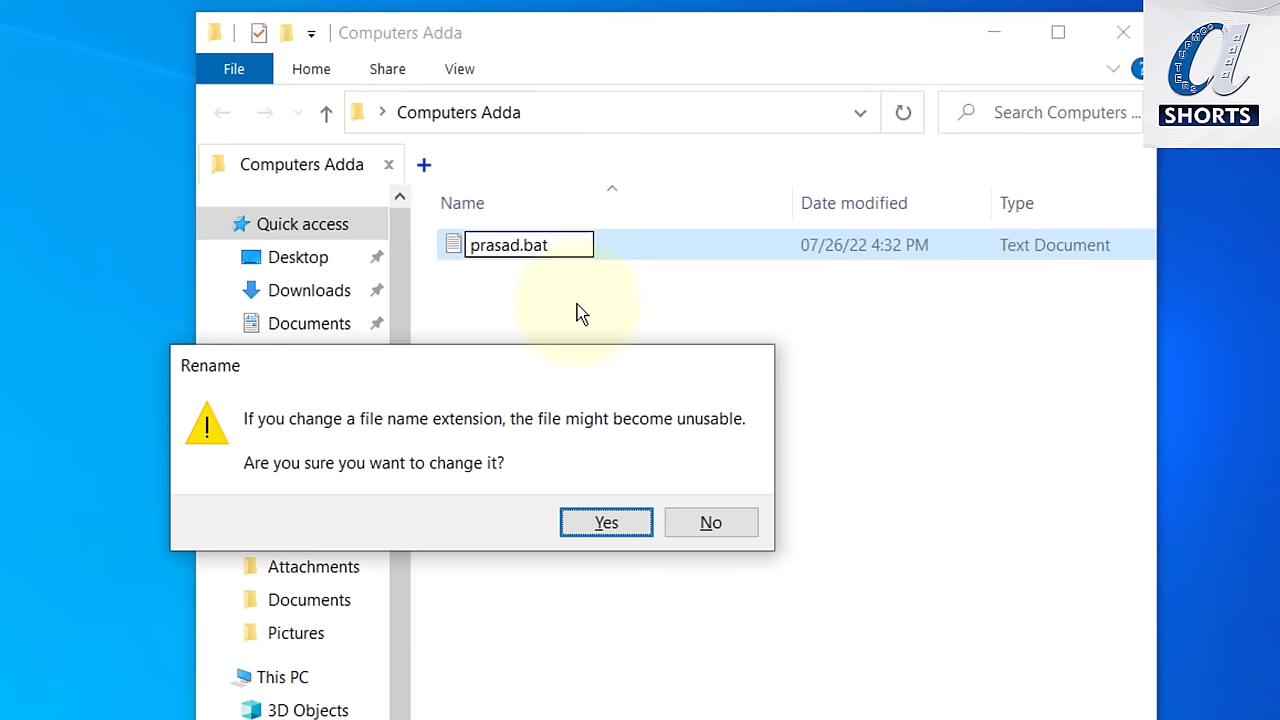 Computers Adda
File Home Share View ?
Computers Adda Search Computers ...
Computers Adda
Name Date modified Type
Quick access
prasad.bat 07/26/22 4:32 PM Text Document
Desktop
Downloads
Documents
Rename
If you change a file name extension, the file might become unusable.
Are you sure you want to change it?
Yes No
Attachments
Documents
Pictures
This PC
3D Objects
COMPUTERS
adda
SHORTS